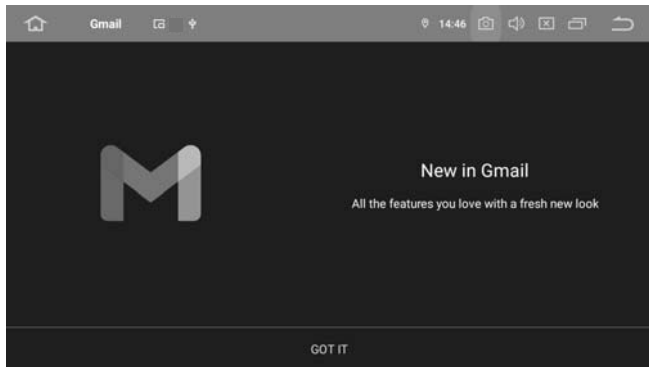 Gmail
14:46
New in Gmail
All the features you love with a fresh new look
GOT IT